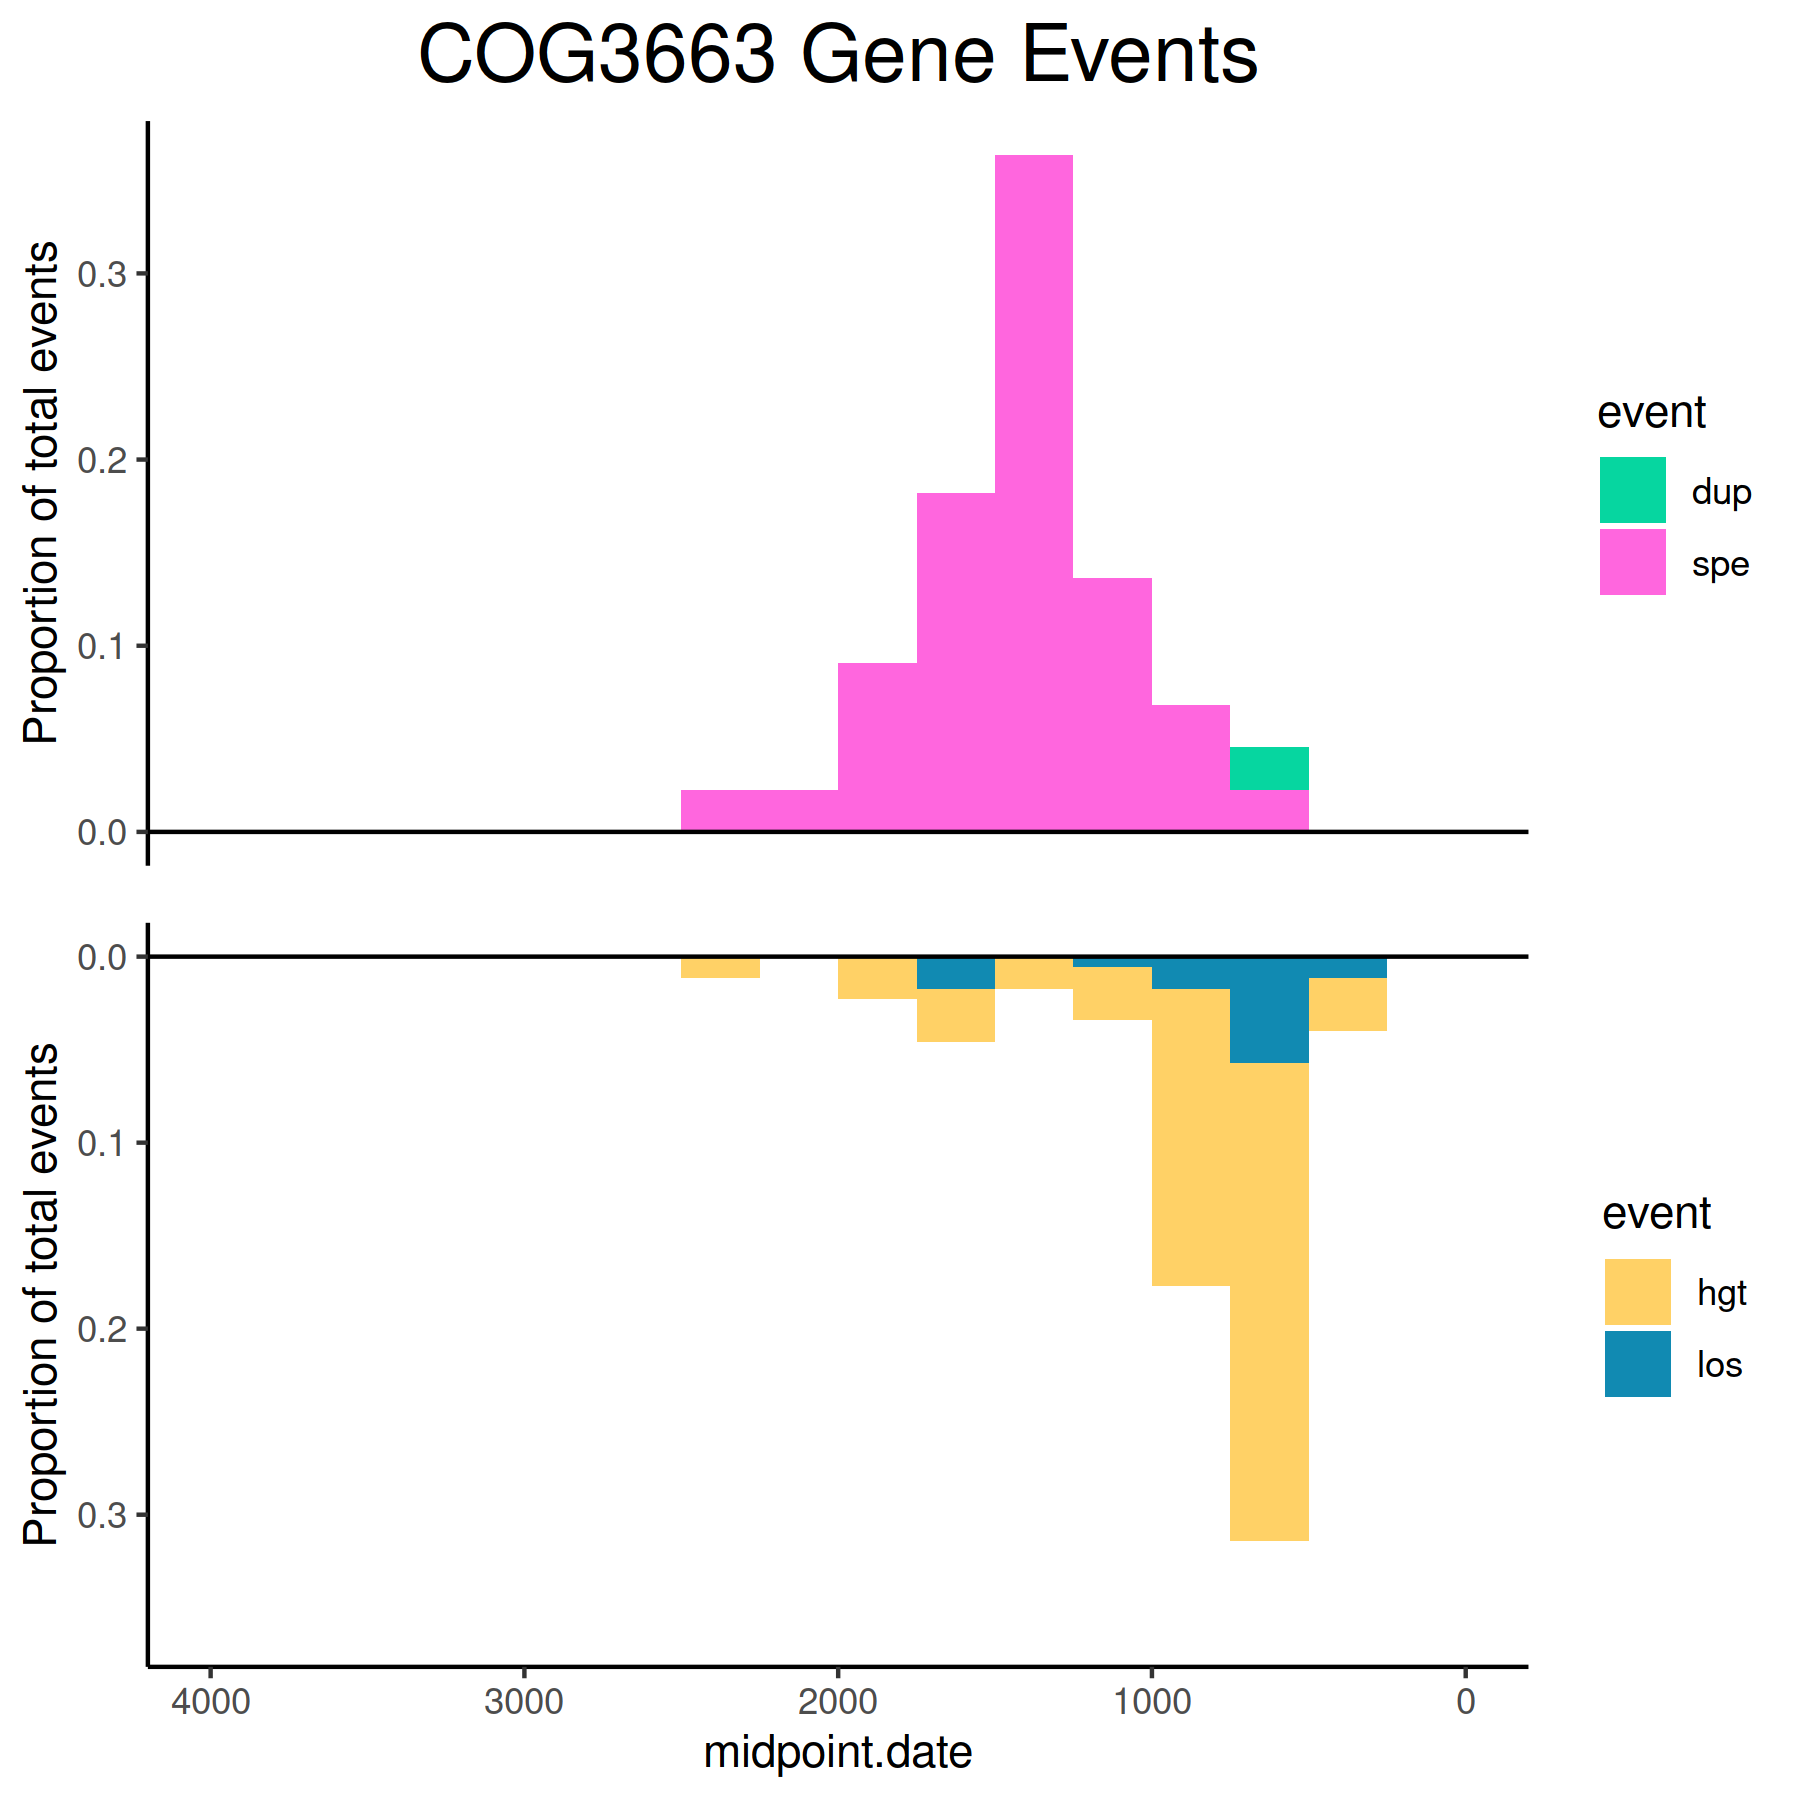 COG3663 Gene Events
Proportion of total events
0.3
0.2
0.1
0.0
event
dup
spe
Proportion of total events
0.0
0.1
0.2
0.3
event
hgt
los
4000 3000 2000 1000 0
midpoint.date